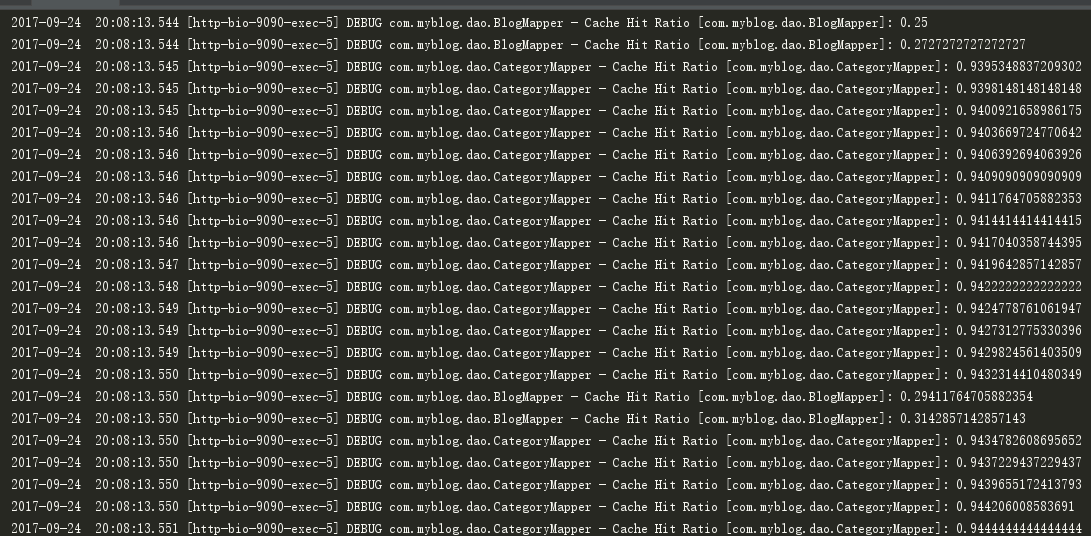 2017-09-24  20:08:13.544 [http-bio-9090-exec-5] DEBUG com.myblog.dao.BlogMapper - Cache Hit Ratio [com.myblog.dao.BlogMapper]: 0.25
2017-09-24  20:08:13.544 [http-bio-9090-exec-5] DEBUG com.myblog.dao.BlogMapper - Cache Hit Ratio [com.myblog.dao.BlogMapper]: 0.2727272727272727
2017-09-24  20:08:13.545 [http-bio-9090-exec-5] DEBUG com.myblog.dao.CategoryMapper - Cache Hit Ratio [com.myblog.dao.CategoryMapper]: 0.9395348837209302
2017-09-24  20:08:13.545 [http-bio-9090-exec-5] DEBUG com.myblog.dao.CategoryMapper - Cache Hit Ratio [com.myblog.dao.CategoryMapper]: 0.9398148148148148
2017-09-24  20:08:13.545 [http-bio-9090-exec-5] DEBUG com.myblog.dao.CategoryMapper - Cache Hit Ratio [com.myblog.dao.CategoryMapper]: 0.9400921658986175
2017-09-24  20:08:13.546 [http-bio-9090-exec-5] DEBUG com.myblog.dao.CategoryMapper - Cache Hit Ratio [com.myblog.dao.CategoryMapper]: 0.9403669724770642
2017-09-24  20:08:13.546 [http-bio-9090-exec-5] DEBUG com.myblog.dao.CategoryMapper - Cache Hit Ratio [com.myblog.dao.CategoryMapper]: 0.9406392694063926
2017-09-24  20:08:13.546 [http-bio-9090-exec-5] DEBUG com.myblog.dao.CategoryMapper - Cache Hit Ratio [com.myblog.dao.CategoryMapper]: 0.9409090909090909
2017-09-24  20:08:13.546 [http-bio-9090-exec-5] DEBUG com.myblog.dao.CategoryMapper - Cache Hit Ratio [com.myblog.dao.CategoryMapper]: 0.9411764705882353
2017-09-24  20:08:13.546 [http-bio-9090-exec-5] DEBUG com.myblog.dao.CategoryMapper - Cache Hit Ratio [com.myblog.dao.CategoryMapper]: 0.9414414414414415
2017-09-24  20:08:13.546 [http-bio-9090-exec-5] DEBUG com.myblog.dao.CategoryMapper - Cache Hit Ratio [com.myblog.dao.CategoryMapper]: 0.9417040358744395
2017-09-24  20:08:13.547 [http-bio-9090-exec-5] DEBUG com.myblog.dao.CategoryMapper - Cache Hit Ratio [com.myblog.dao.CategoryMapper]: 0.9419642857142857
2017-09-24  20:08:13.548 [http-bio-9090-exec-5] DEBUG com.myblog.dao.CategoryMapper - Cache Hit Ratio [com.myblog.dao.CategoryMapper]: 0.9422222222222222
2017-09-24  20:08:13.549 [http-bio-9090-exec-5] DEBUG com.myblog.dao.CategoryMapper - Cache Hit Ratio [com.myblog.dao.CategoryMapper]: 0.9424778761061947
2017-09-24  20:08:13.549 [http-bio-9090-exec-5] DEBUG com.myblog.dao.CategoryMapper - Cache Hit Ratio [com.myblog.dao.CategoryMapper]: 0.9427312775330396
2017-09-24  20:08:13.549 [http-bio-9090-exec-5] DEBUG com.myblog.dao.CategoryMapper - Cache Hit Ratio [com.myblog.dao.CategoryMapper]: 0.9429824561403509
2017-09-24  20:08:13.550 [http-bio-9090-exec-5] DEBUG com.myblog.dao.CategoryMapper - Cache Hit Ratio [com.myblog.dao.CategoryMapper]: 0.9432314410480349
2017-09-24  20:08:13.550 [http-bio-9090-exec-5] DEBUG com.myblog.dao.BlogMapper - Cache Hit Ratio [com.myblog.dao.BlogMapper]: 0.29411764705882354
2017-09-24  20:08:13.550 [http-bio-9090-exec-5] DEBUG com.myblog.dao.BlogMapper - Cache Hit Ratio [com.myblog.dao.BlogMapper]: 0.3142857142857143
2017-09-24  20:08:13.550 [http-bio-9090-exec-5] DEBUG com.myblog.dao.CategoryMapper - Cache Hit Ratio [com.myblog.dao.CategoryMapper]: 0.9434782608695652
2017-09-24  20:08:13.550 [http-bio-9090-exec-5] DEBUG com.myblog.dao.CategoryMapper - Cache Hit Ratio [com.myblog.dao.CategoryMapper]: 0.9437229437229437
2017-09-24  20:08:13.550 [http-bio-9090-exec-5] DEBUG com.myblog.dao.CategoryMapper - Cache Hit Ratio [com.myblog.dao.CategoryMapper]: 0.9439655172413793
2017-09-24  20:08:13.550 [http-bio-9090-exec-5] DEBUG com.myblog.dao.CategoryMapper - Cache Hit Ratio [com.myblog.dao.CategoryMapper]: 0.944206008583691
2017-09-24  20:08:13.551 [http-bio-9090-exec-5] DEBUG com.myblog.dao.CategoryMapper - Cache Hit Ratio [com.myblog.dao.CategoryMapper]: 0.9444444444444444